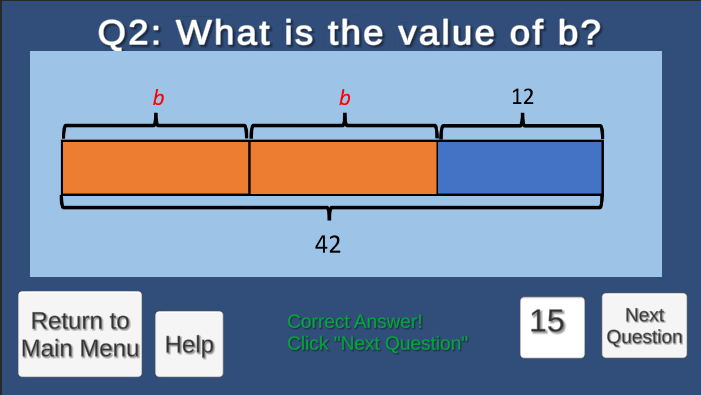 Q2: What is the value of b?
b
b
12
42
Return to
Main Menu
Help
Correct Answer!
Click "Next Question"
15
Next
Question